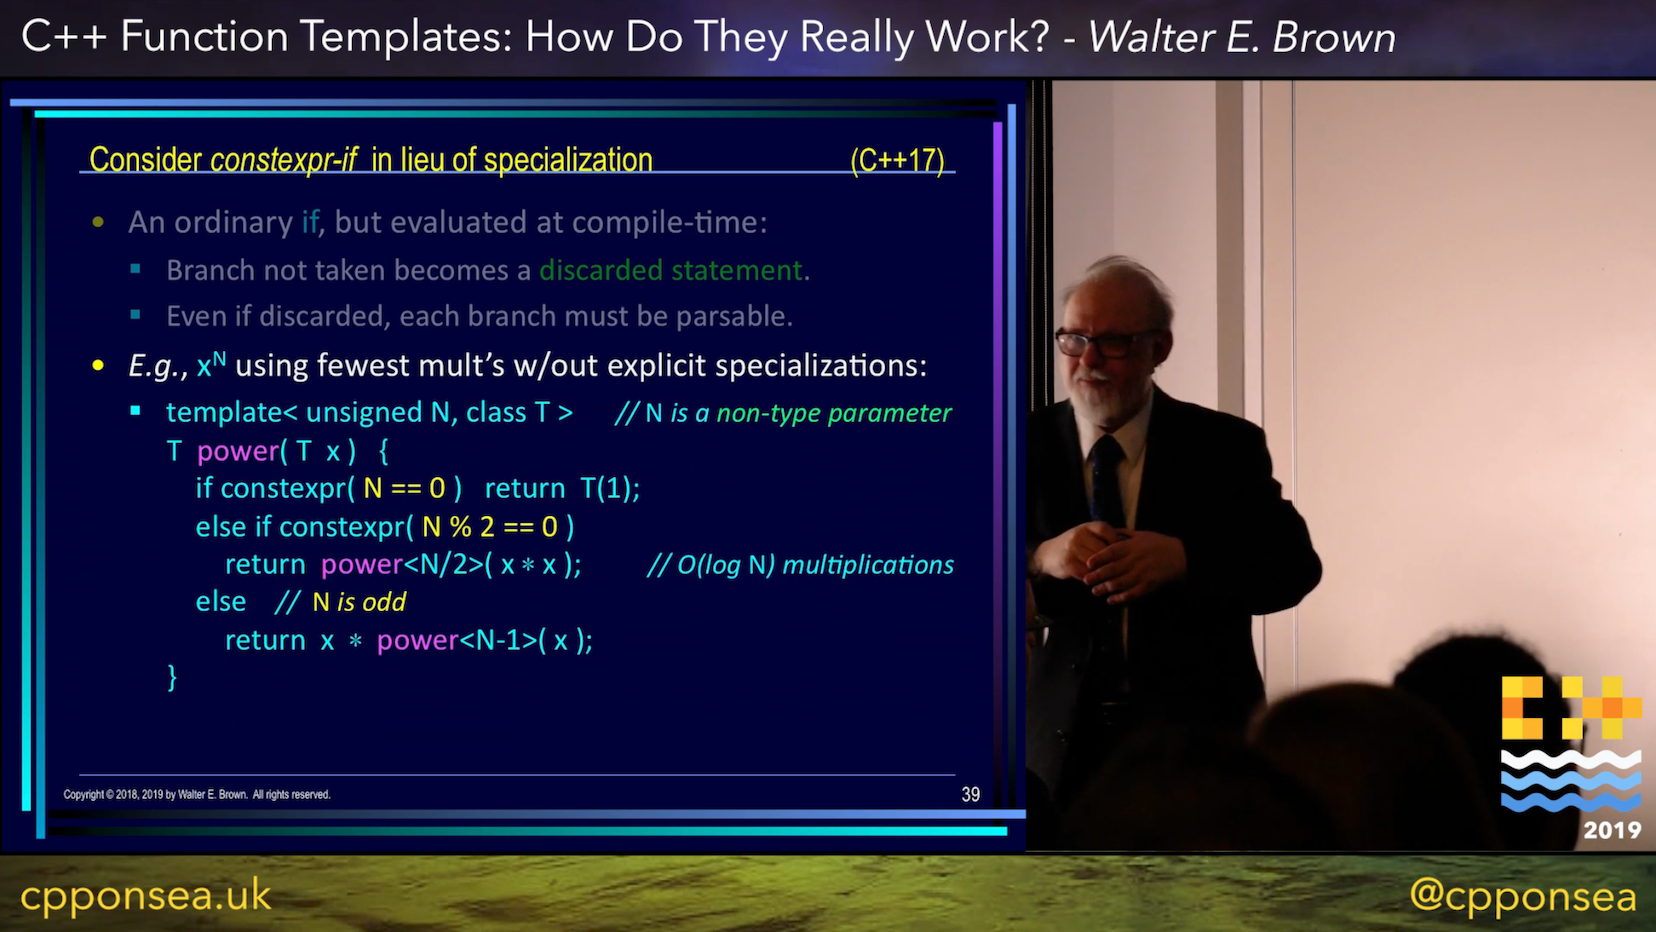 C++ Function Templates: How Do They Really Work? - Walter E. Brown
Consider constexpr-if in lieu of specialization (C++17)
• An ordinary if, but evaluated at compile-time:
▪ Branch not taken becomes a discarded statement.
▪ Even if discarded, each branch must be parsable.
• E.g., xᴺ using fewest mult’s w/out explicit specializations:
▪ template< unsigned N, class T > // N is a non-type parameter
T power( T x ) {
if constexpr( N == 0 ) return T(1);
else if constexpr( N % 2 == 0 )
return power<N/2>( x ∗ x ); // O(log N) multiplications
else // N is odd
return x ∗ power<N-1>( x );
}
Copyright © 2018, 2019 by Walter E. Brown. All rights reserved.
39
C++
2019
cpponsea.uk
@cpponsea